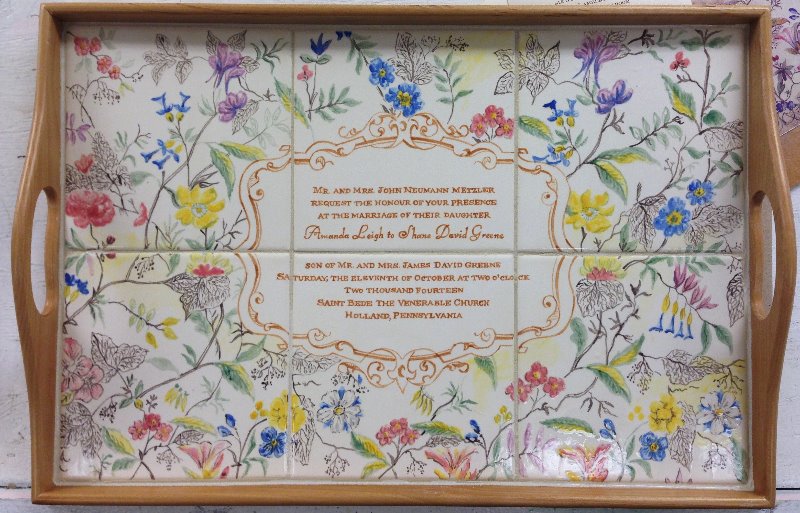 Mr. and Mrs. John Neumann Metzler
request the honour of your presence
at the marriage of their daughter
Amanda Leigh to Shane David Greene
son of Mr. and Mrs. James David Greene
Saturday, the eleventh of October at two o'clock
Two Thousand Fourteen
Saint Bede The Venerable Church
Holland, Pennsylvania